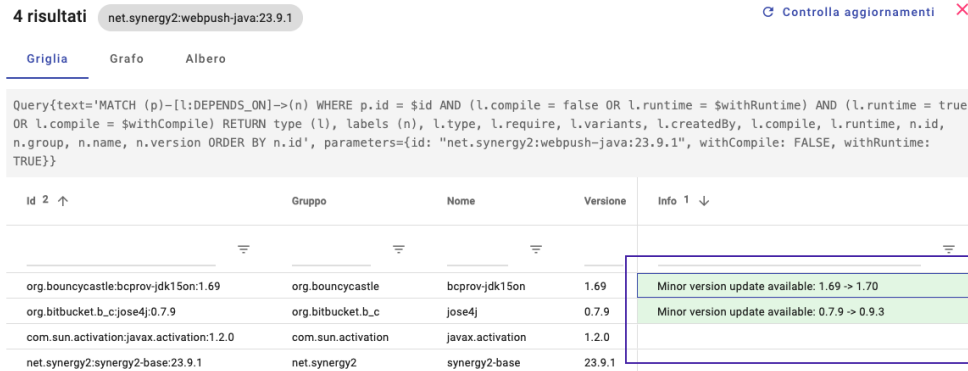 4 risultati net.synergy2:webpush-java:23.9.1 Controlla aggiornamenti
Griglia Grafo Albero
Query{text='MATCH (p)-[l:DEPENDS_ON]->(n) WHERE p.id = $id AND (l.compile = false OR l.runtime = $withRuntime) AND (l.runtime = true
OR l.compile = $withCompile) RETURN type (l), labels (n), l.type, l.require, l.variants, l.createdBy, l.compile, l.runtime, n.id,
n.group, n.name, n.version ORDER BY n.id', parameters={id: "net.synergy2:webpush-java:23.9.1", withCompile: FALSE, withRuntime:
TRUE}}
Id 2 Gruppo Nome Versione Info 1
org.bouncycastle:bcprov-jdk15on:1.69 org.bouncycastle bcprov-jdk15on 1.69 Minor version update available: 1.69 -> 1.70
org.bitbucket.b_c:jose4j:0.7.9 org.bitbucket.b_c jose4j 0.7.9 Minor version update available: 0.7.9 -> 0.9.3
com.sun.activation:javax.activation:1.2.0 com.sun.activation javax.activation 1.2.0
net.synergy2:synergy2-base:23.9.1 net.synergy2 synergy2-base 23.9.1